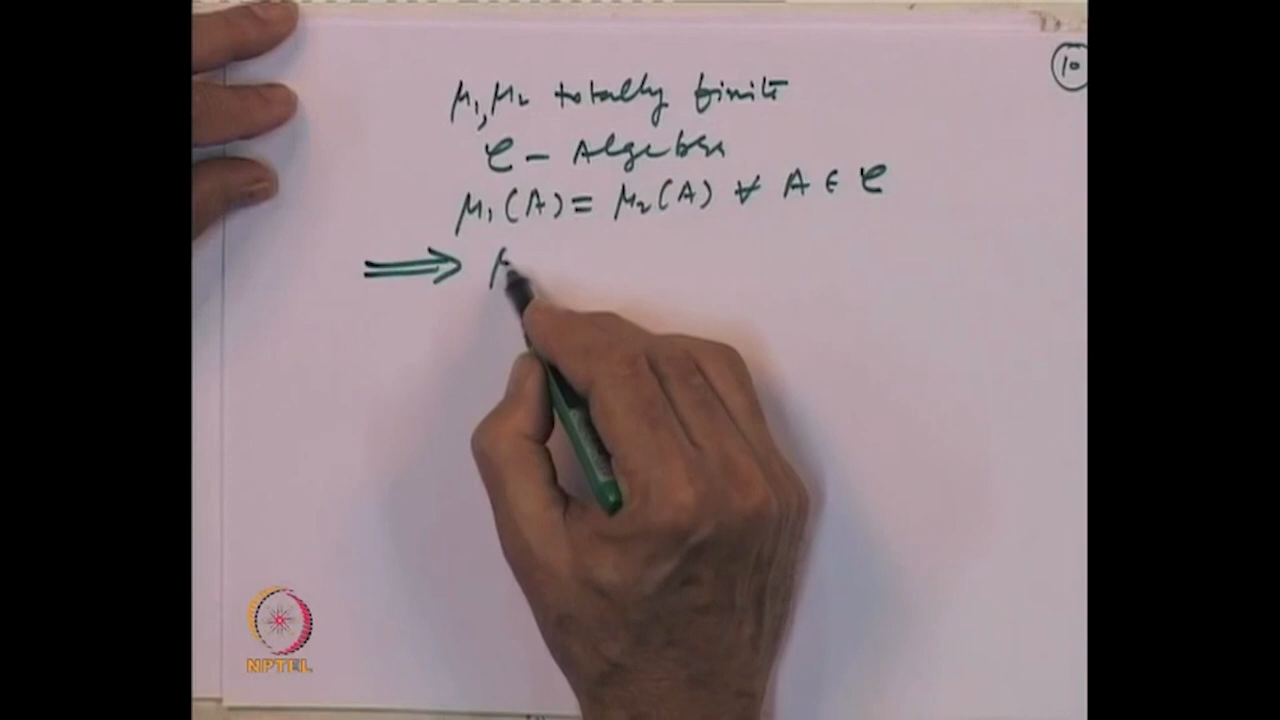 10
μ₁, μ₂ totally finite
𝒞 – Algebra
μ₁(A) = μ₂(A) ∀ A ∈ 𝒞
⟹ μ
NPTEL